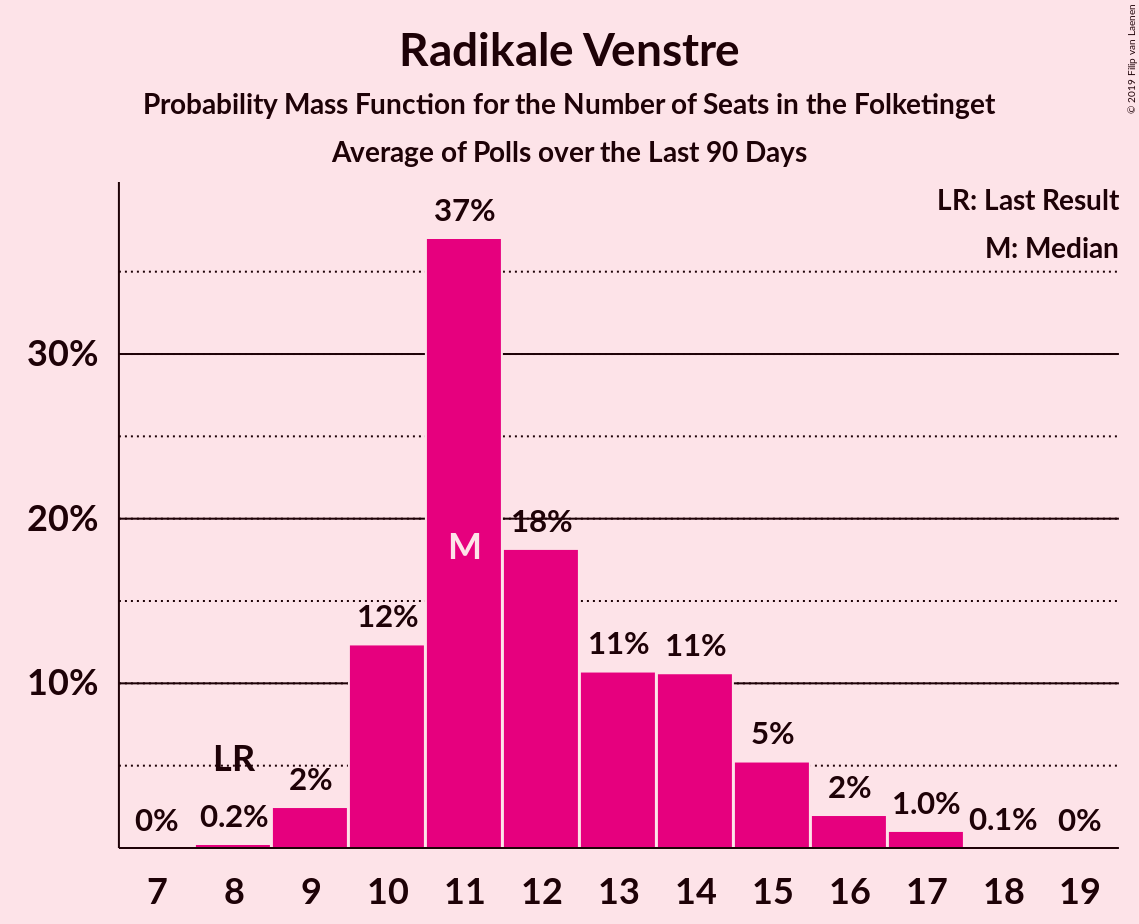 Radikale Venstre
Probability Mass Function for the Number of Seats in the Folketinget
Average of Polls over the Last 90 Days
© 2019 Filip van Laenen
LR: Last Result
M: Median
37%
30%
20%
18%
M
12%
11%
11%
10%
5%
LR
2%
2%
1.0%
0%
0.2%
0.1%
0%
7 8 9 10 11 12 13 14 15 16 17 18 19